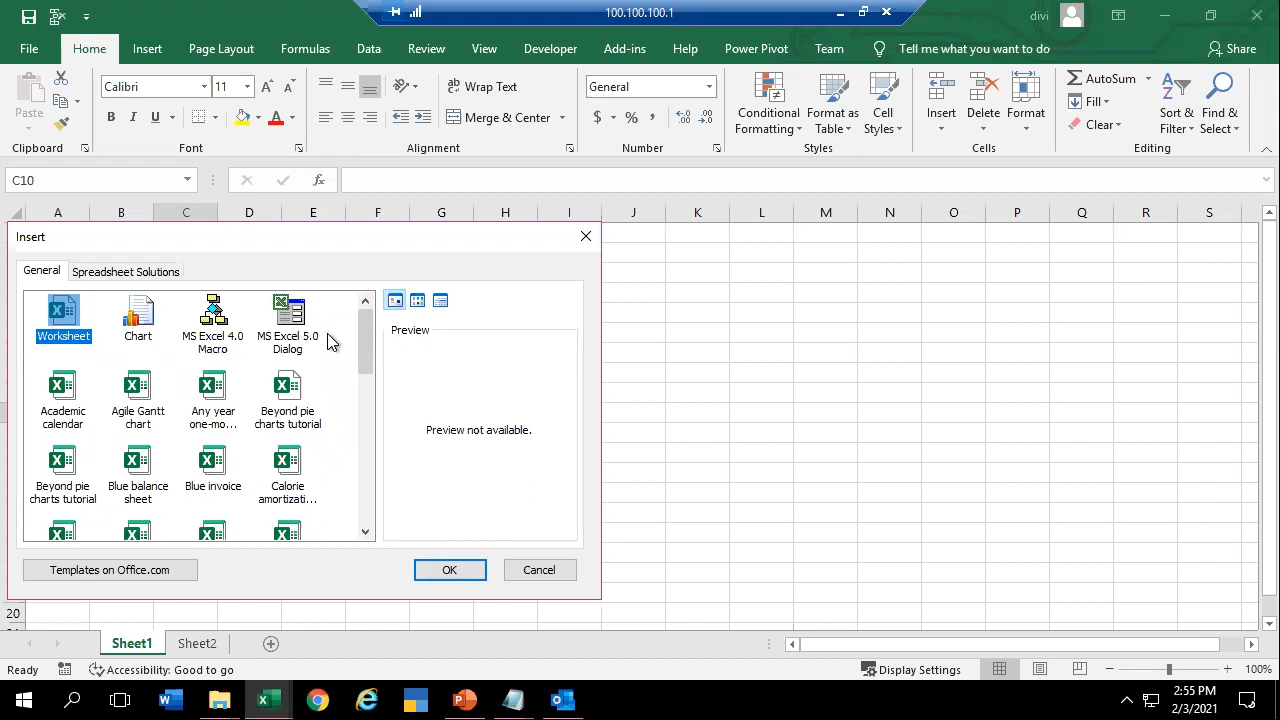 100.100.100.1
divi
File Home Insert Page Layout Formulas Data Review View Developer Add-ins Help Power Pivot Team Tell me what you want to do Share
Paste
Clipboard
Calibri 11
B I U
Font
Wrap Text
Merge & Center
Alignment
General
$ % ,
Number
Conditional Formatting
Format as Table
Cell Styles
Styles
Insert Delete Format
Cells
AutoSum
Fill
Clear
Sort & Filter
Find & Select
Editing
C10 fx
A B C D E F G H I J K L M N O P Q R S
Insert
General Spreadsheet Solutions
Worksheet Chart MS Excel 4.0 Macro MS Excel 5.0 Dialog
Academic calendar Agile Gantt chart Any year one-mo... Beyond pie charts tutorial
Beyond pie charts tutorial Blue balance sheet Blue invoice Calorie amortizati...
Preview
Preview not available.
Templates on Office.com OK Cancel
20
Sheet1 Sheet2
Ready Accessibility: Good to go Display Settings 100%
2:55 PM
2/3/2021